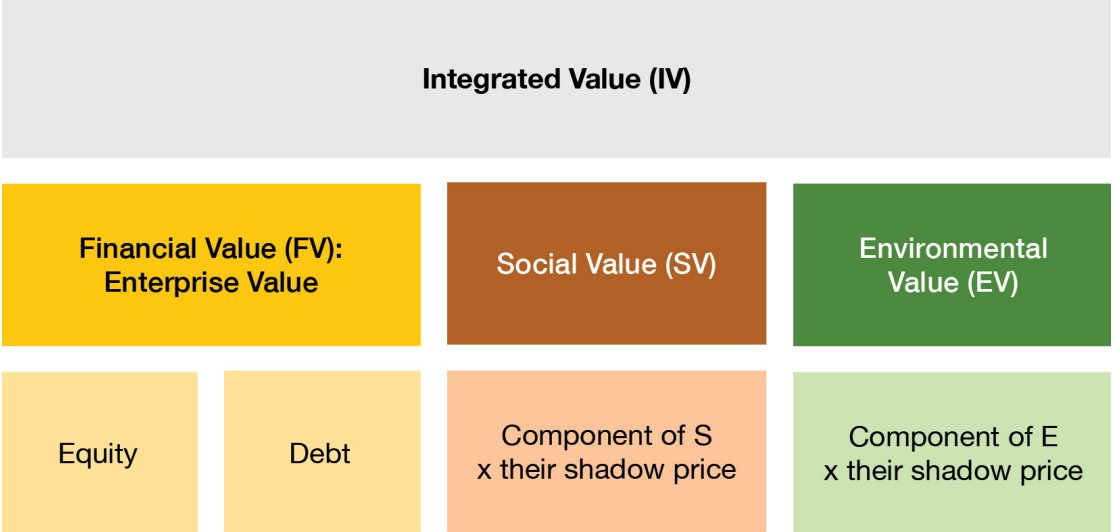 Integrated Value (IV)
Financial Value (FV):
Enterprise Value
Social Value (SV)
Environmental
Value (EV)
Equity
Debt
Component of S
x their shadow price
Component of E
x their shadow price